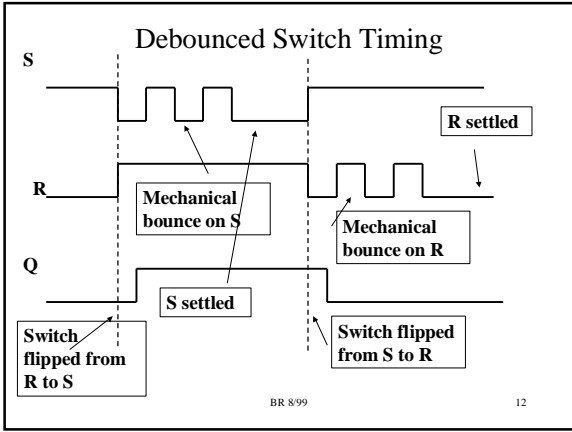 Debounced Switch Timing
S
R settled
R
Mechanical
bounce on S
Mechanical
bounce on R
Q
S settled
Switch
flipped from
R to S
Switch flipped
from S to R
BR 8/99
12